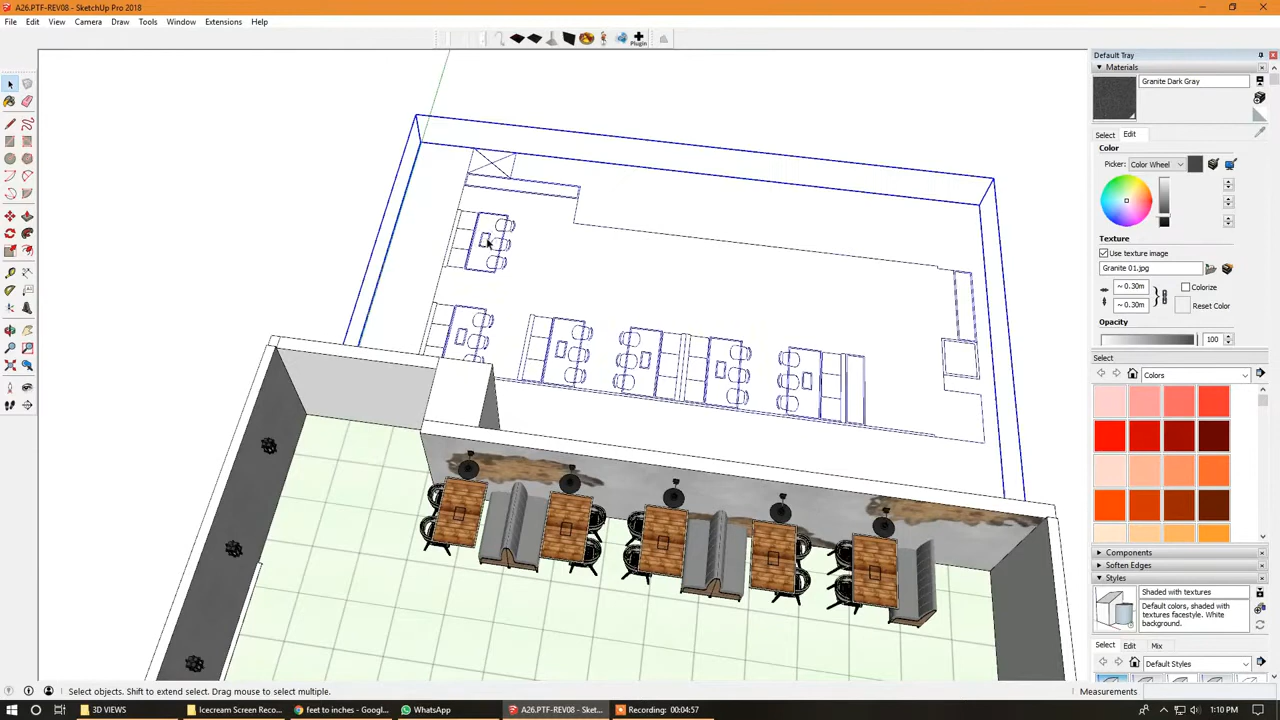 A26.PTF-REV08 - SketchUp Pro 2018
File Edit View Camera Draw Tools Window Extensions Help
Plugin
Default Tray
Materials
Granite Dark Gray
Select Edit
Color
Picker: Color Wheel
Texture
Use texture image
Granite 01.jpg
~ 0.30m Colorize
~ 0.30m Reset Color
Opacity
100
Select
Colors
Components
Soften Edges
Styles
Shaded with textures
Default colors, shaded with textures facestyle. White background.
Select Edit Mix
Default Styles
Select objects. Shift to extend select. Drag mouse to select multiple.
Measurements
3D VIEWS
Icecream Screen Reco...
feet to inches - Googl...
WhatsApp
A26.PTF-REV08 - Sket...
Recording: 00:04:57
1:10 PM